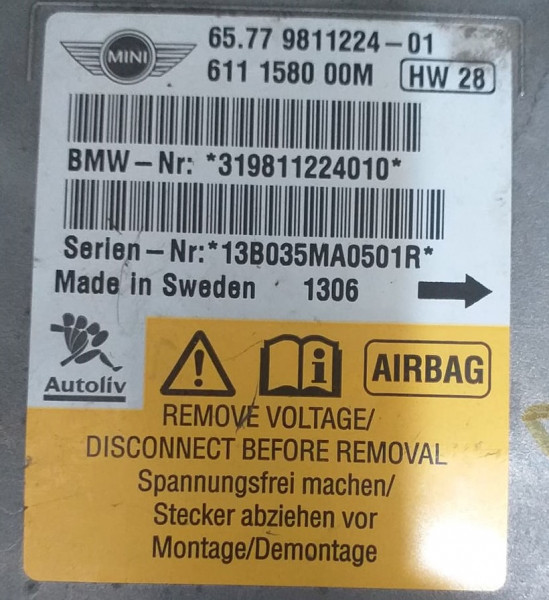 MINI
65.77 9811224-01
611 1580 00M HW 28
BMW-Nr: *319811224010*
Serien-Nr:*13B035MA0501R*
Made in Sweden 1306
Autoliv
AIRBAG
REMOVE VOLTAGE/
DISCONNECT BEFORE REMOVAL
Spannungsfrei machen/
Stecker abziehen vor
Montage/Demontage